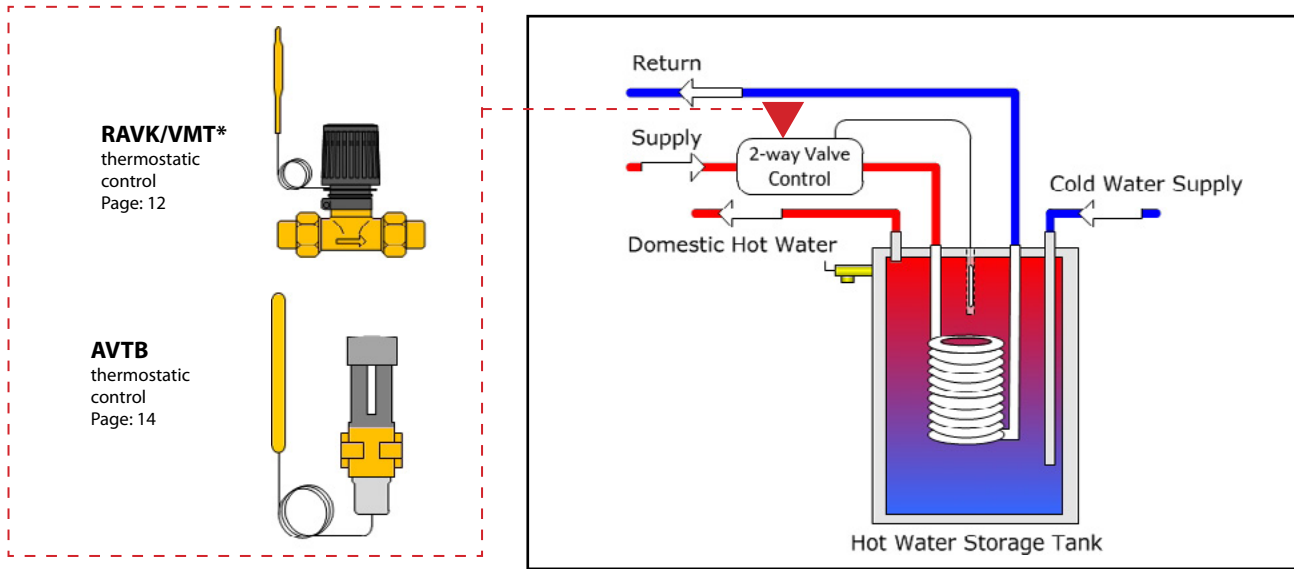 RAVK/VMT*
thermostatic
control
Page: 12
AVTB
thermostatic
control
Page: 14
Return
Supply
2-way Valve
Control
Cold Water Supply
Domestic Hot Water
Hot Water Storage Tank